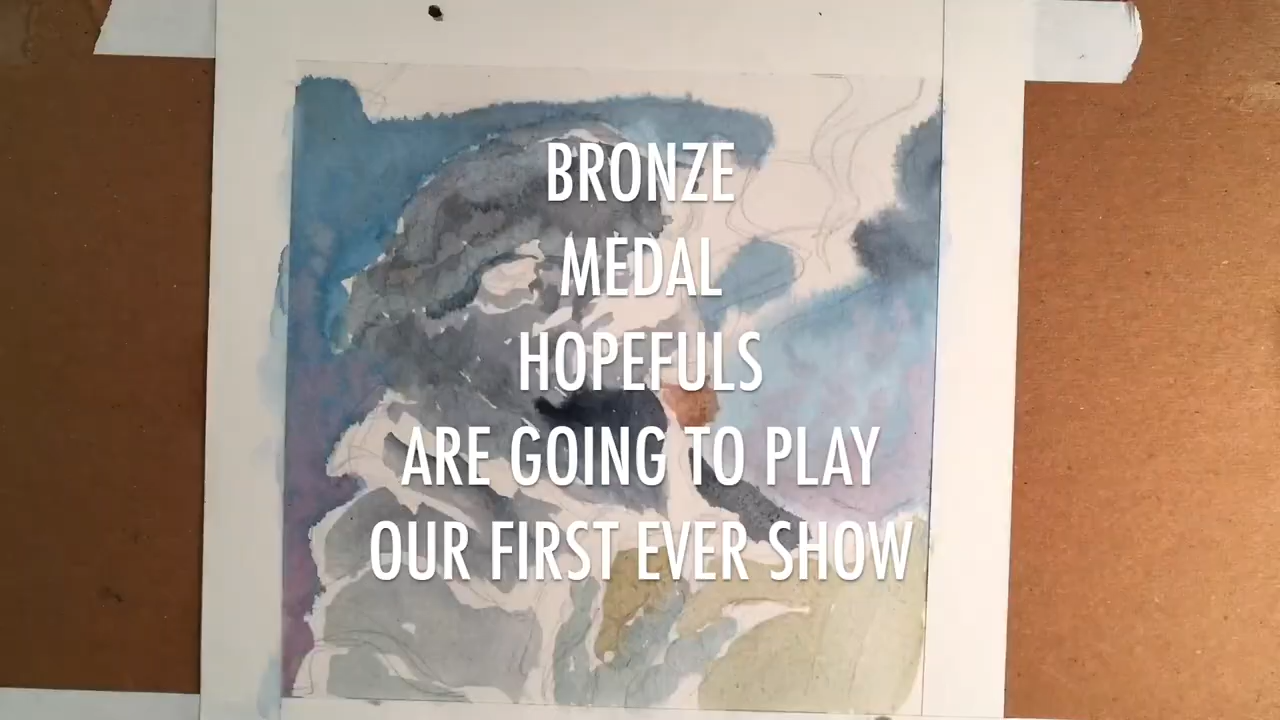 BRONZE
MEDAL
HOPEFULS
ARE GOING TO PLAY
OUR FIRST EVER SHOW